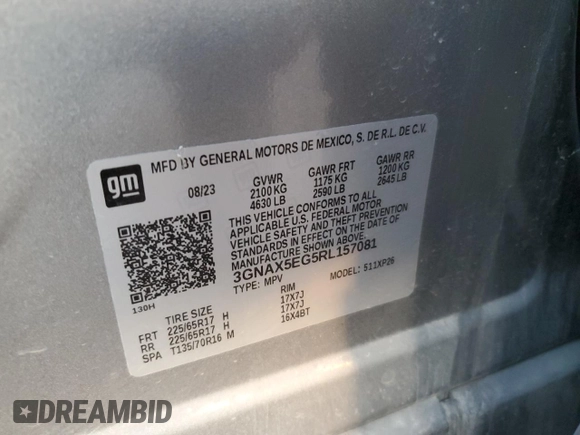 MFD BY GENERAL MOTORS DE MEXICO, S. DE R.L. DE C.V.
gm
08/23 GVWR GAWR FRT GAWR RR
2100 KG 1175 KG 1200 KG
4630 LB 2590 LB 2645 LB
THIS VEHICLE CONFORMS TO ALL
APPLICABLE U.S. FEDERAL MOTOR
VEHICLE SAFETY AND THEFT PREVENTION
STANDARDS IN EFFECT ON THE DATE OF
MANUFACTURE SHOWN ABOVE.
3GNAX5EG5RL157081
TYPE: MPV MODEL: 511XP26
130H
TIRE SIZE RIM
FRT 225/65R17 H 17X7J
RR 225/65R17 H 17X7J
SPA T135/70R16 M 16X4BT
DREAMBID